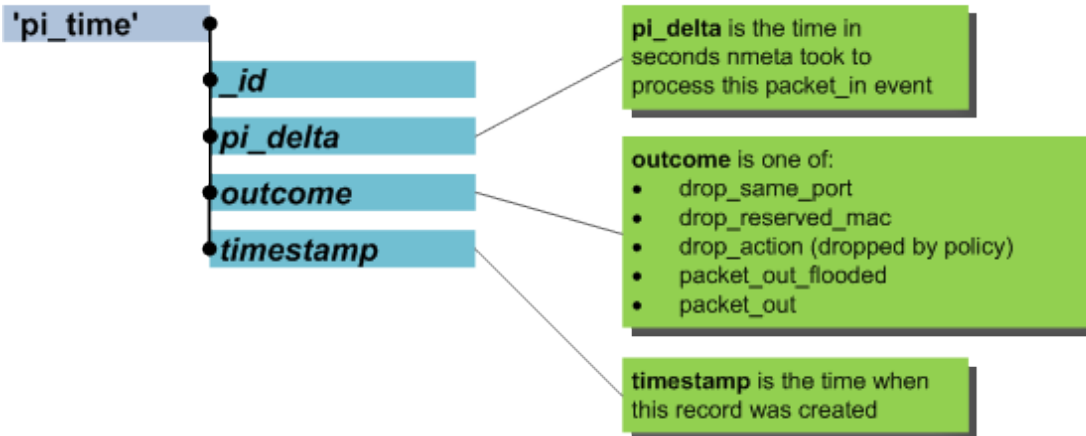 'pi_time'
_id
pi_delta
outcome
timestamp
pi_delta is the time in
seconds nmeta took to
process this packet_in event
outcome is one of:
• drop_same_port
• drop_reserved_mac
• drop_action (dropped by policy)
• packet_out_flooded
• packet_out
timestamp is the time when
this record was created